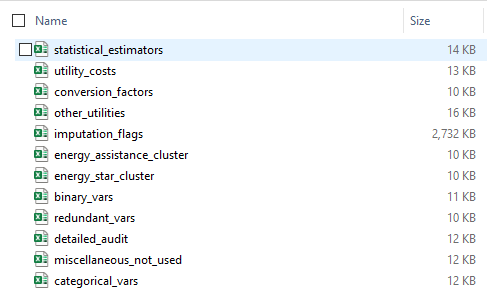 Name Size
statistical_estimators 14 KB
utility_costs 13 KB
conversion_factors 10 KB
other_utilities 16 KB
imputation_flags 2,732 KB
energy_assistance_cluster 10 KB
energy_star_cluster 10 KB
binary_vars 11 KB
redundant_vars 10 KB
detailed_audit 12 KB
miscellaneous_not_used 12 KB
categorical_vars 12 KB